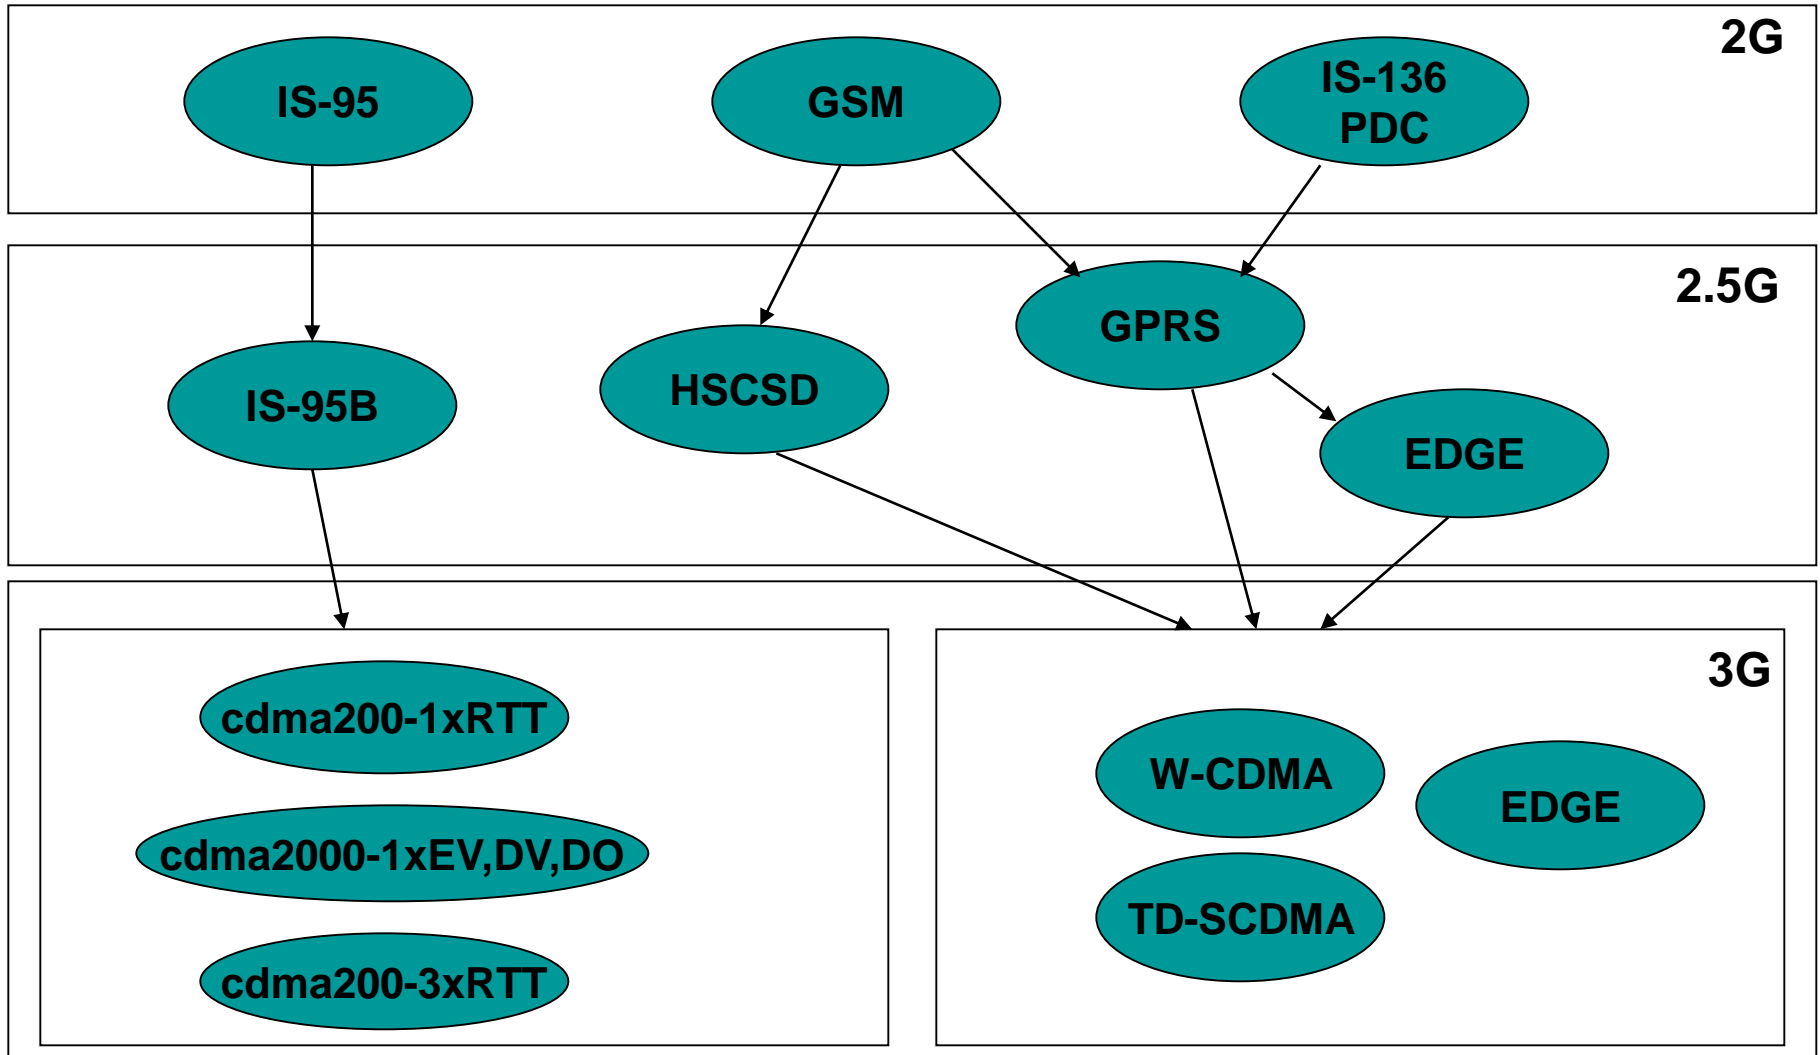 2G
IS-95
GSM
IS-136
PDC
2.5G
GPRS
HSCSD
IS-95B
EDGE
3G
cdma200-1xRTT
cdma2000-1xEV,DV,DO
cdma200-3xRTT
W-CDMA
EDGE
TD-SCDMA